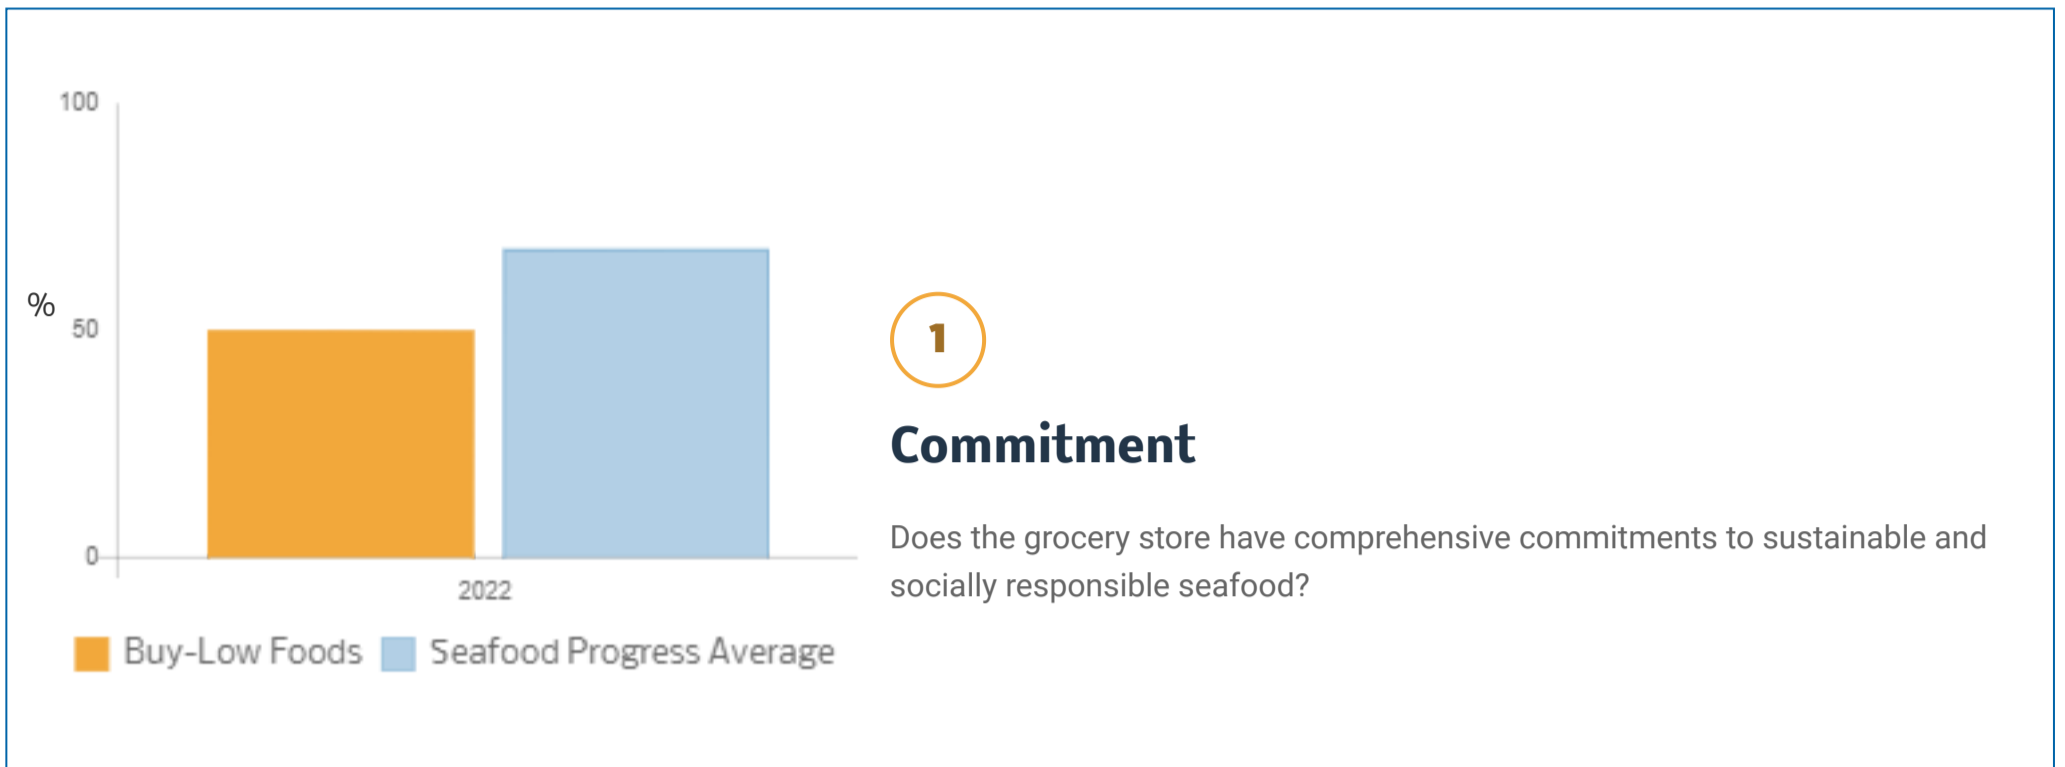 100
%
50
0
2022
Buy-Low Foods Seafood Progress Average
1
Commitment
Does the grocery store have comprehensive commitments to sustainable and
socially responsible seafood?